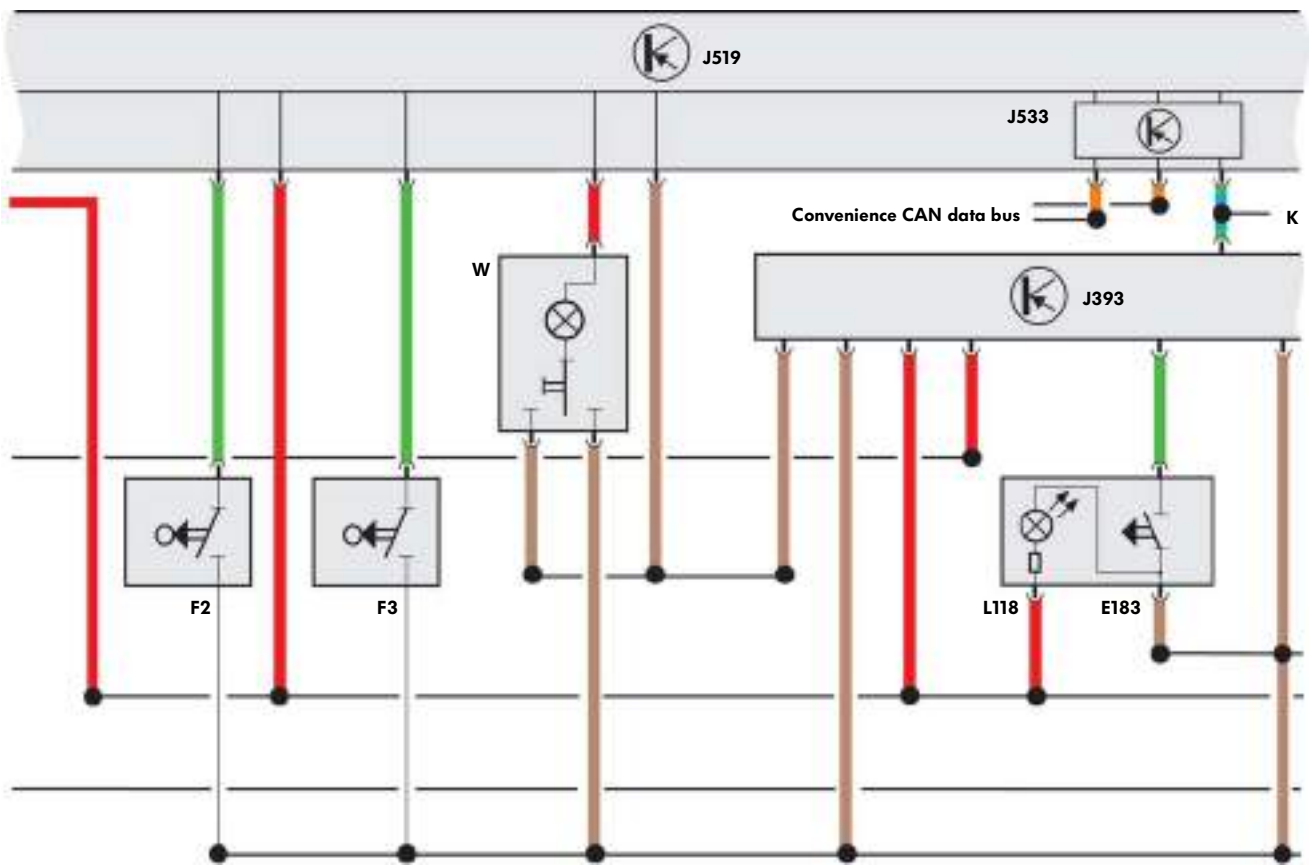 J519
J533
Convenience CAN data bus
K
W
J393
F2
F3
L118
E183